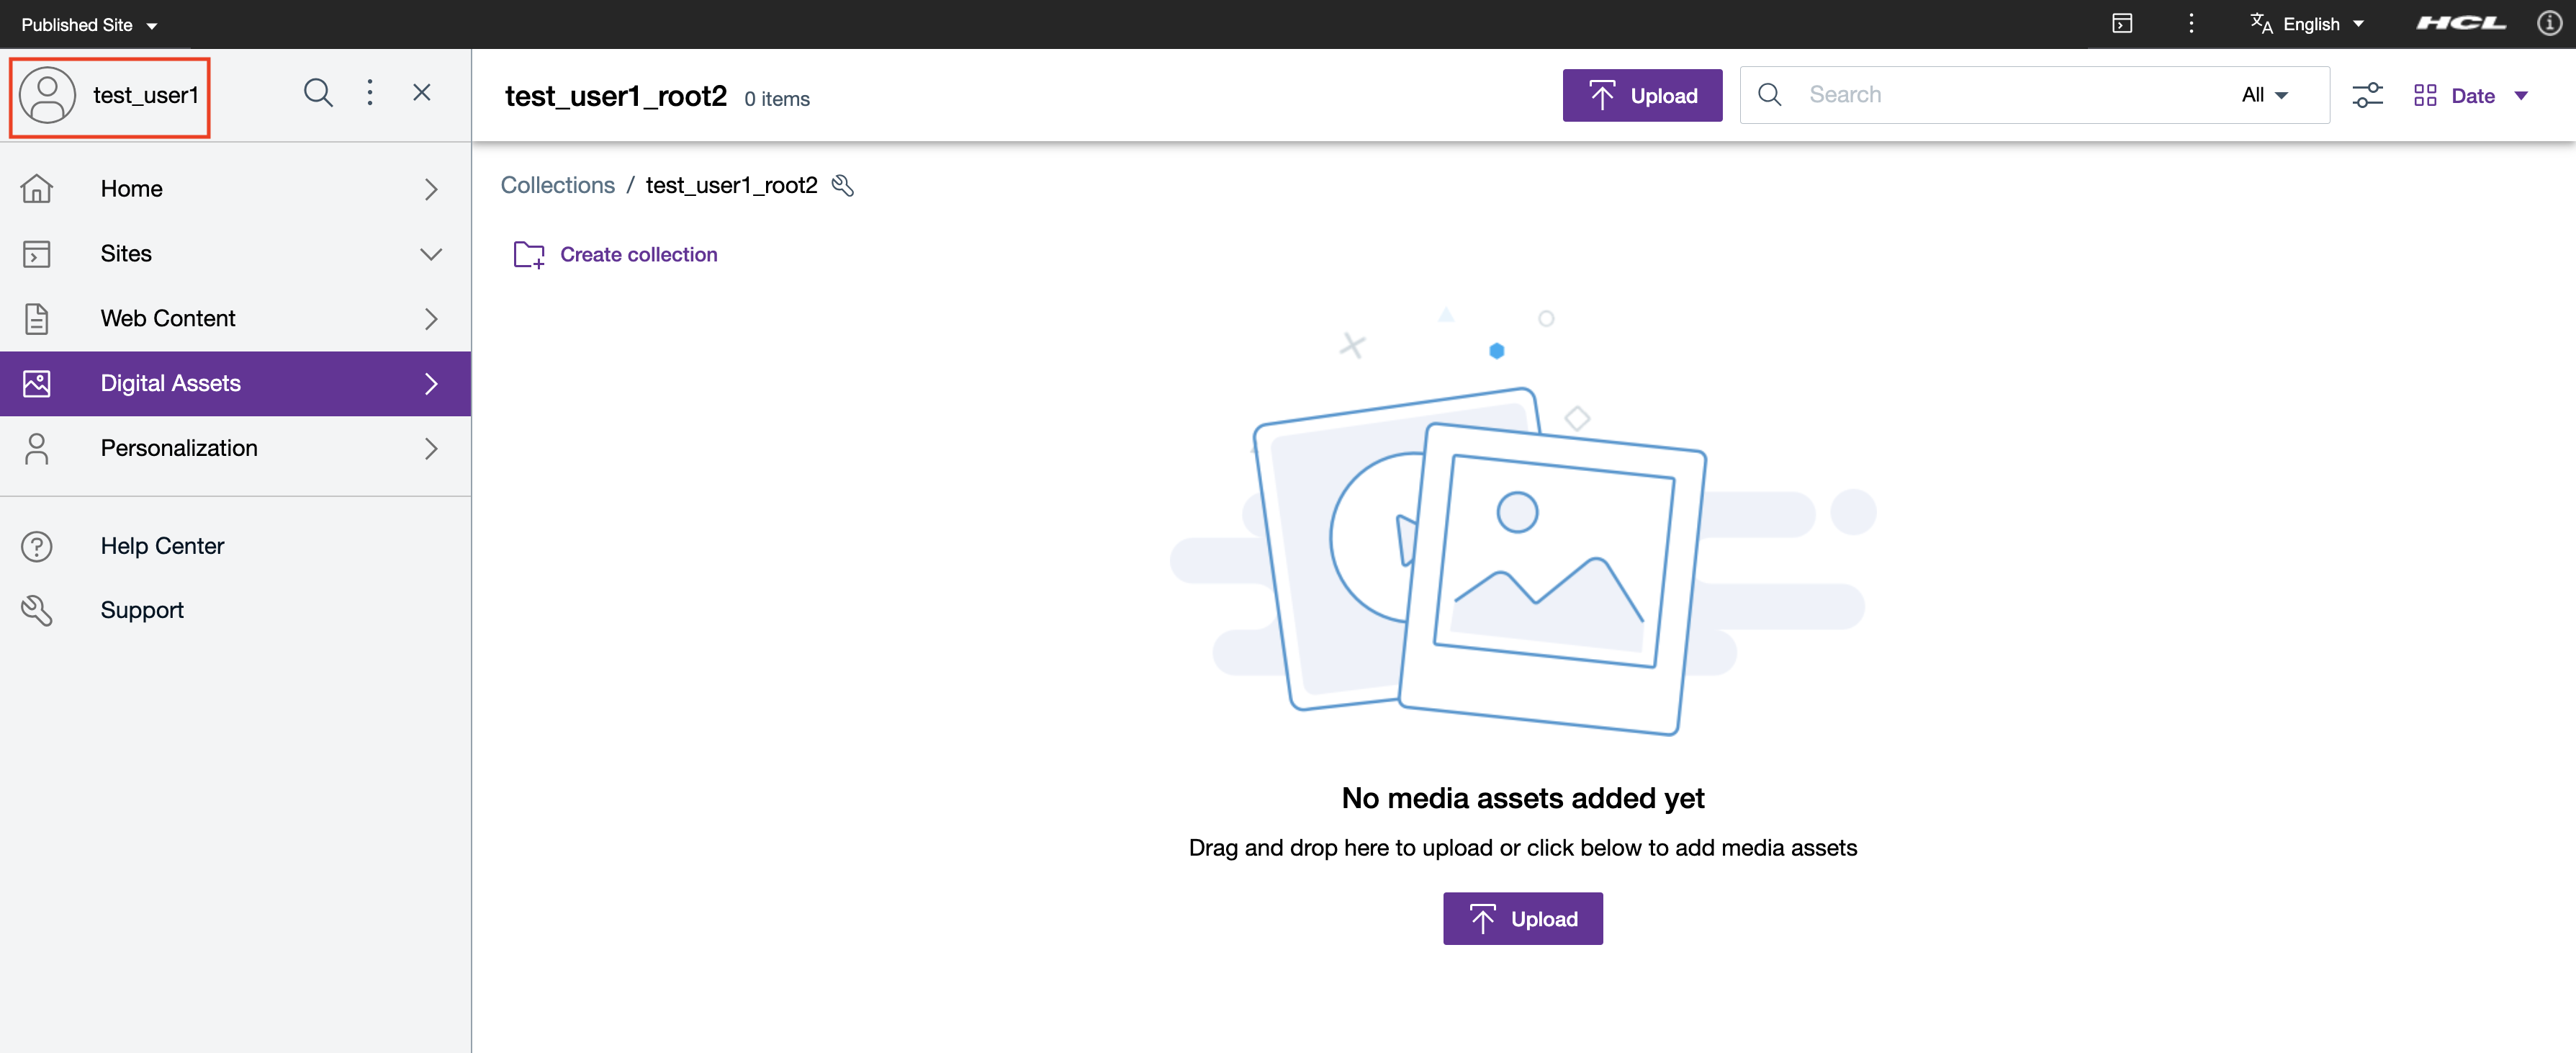 Published Site
English
HCL
test_user1
test_user1_root2 0 items
Upload
Search
All
Date
Home
Sites
Web Content
Digital Assets
Personalization
Help Center
Support
Collections / test_user1_root2
Create collection
No media assets added yet
Drag and drop here to upload or click below to add media assets
Upload